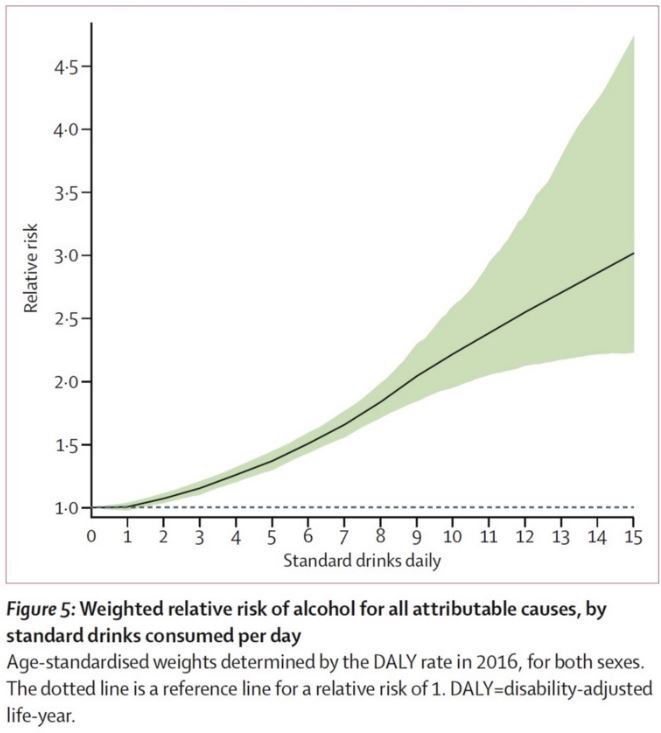 4·5
4·0
3·5
3·0
2·5
2·0
1·5
1·0
Relative risk
0 1 2 3 4 5 6 7 8 9 10 11 12 13 14 15
Standard drinks daily
Figure 5: Weighted relative risk of alcohol for all attributable causes, by
standard drinks consumed per day
Age-standardised weights determined by the DALY rate in 2016, for both sexes.
The dotted line is a reference line for a relative risk of 1. DALY=disability-adjusted
life-year.